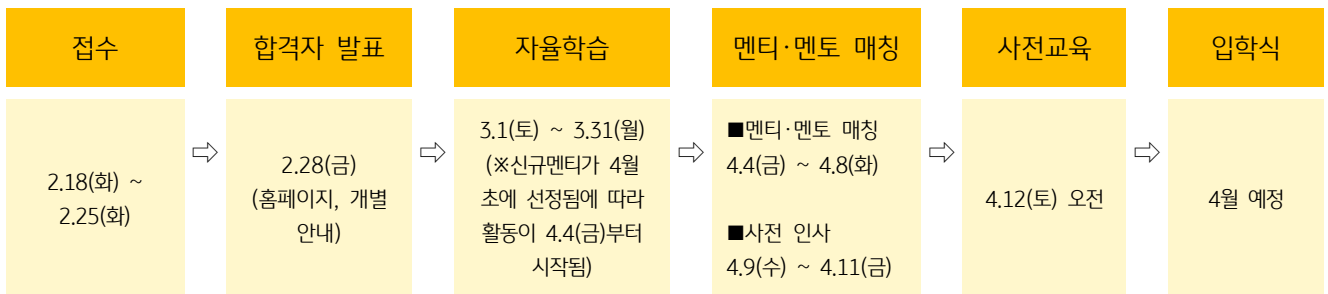 접수
2.18(화) ~
2.25(화)
⇨
합격자 발표
2.28(금)
(홈페이지, 개별
안내)
⇨
자율학습
3.1(토) ~ 3.31(월)
(※신규멘티가 4월
초에 선정됨에 따라
활동이 4.4(금)부터
시작됨)
⇨
멘티·멘토 매칭
■멘티·멘토 매칭
4.4(금) ~ 4.8(화)
■사전 인사
4.9(수) ~ 4.11(금)
⇨
사전교육
4.12(토) 오전
⇨
입학식
4월 예정